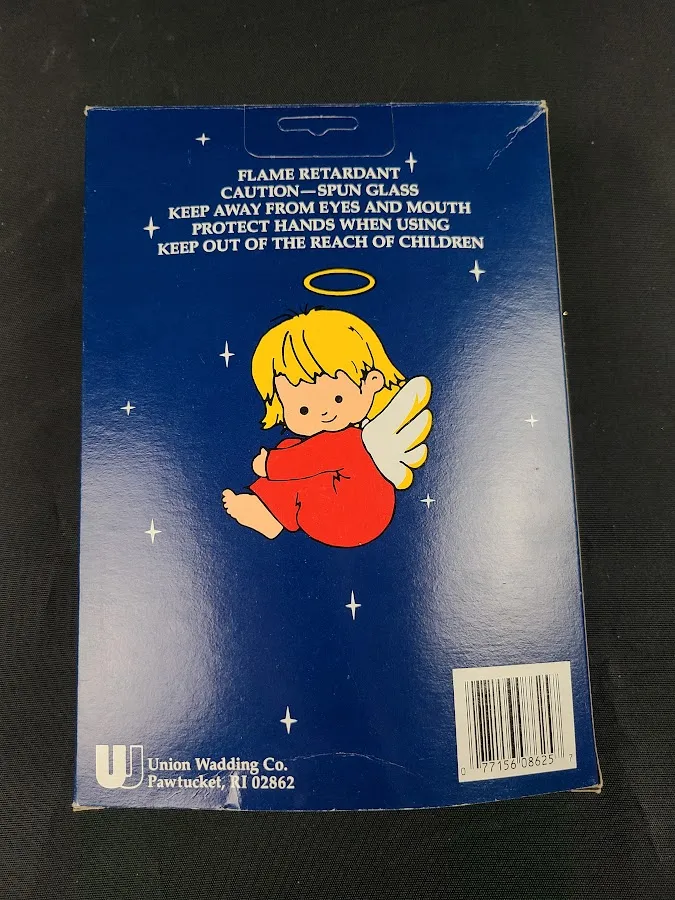 FLAME RETARDANT
CAUTION—SPUN GLASS
KEEP AWAY FROM EYES AND MOUTH
PROTECT HANDS WHEN USING
KEEP OUT OF THE REACH OF CHILDREN
Union Wadding Co.
Pawtucket, RI 02862
0 77156 08625 7